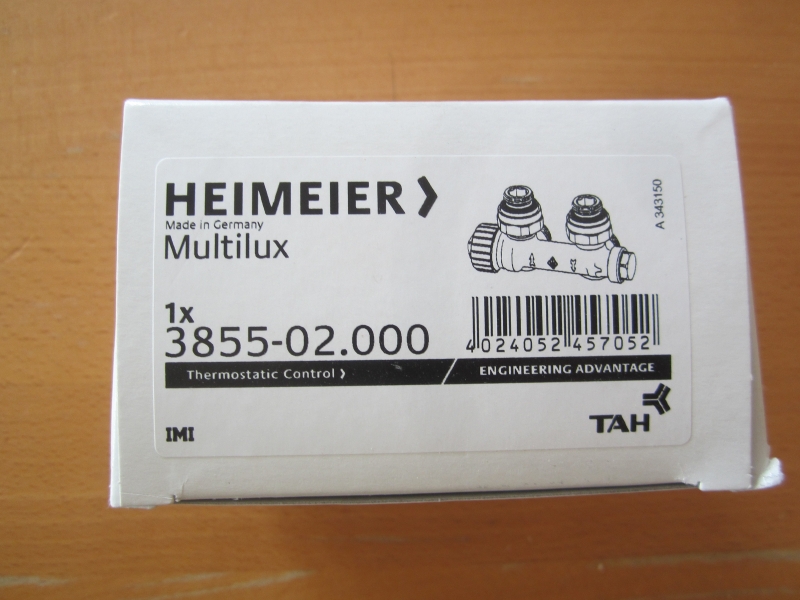 HEIMEIER
Made in Germany
Multilux
A 343150
1x
3855-02.000
4 024052 457052
Thermostatic Control
ENGINEERING ADVANTAGE
IMI
TAH